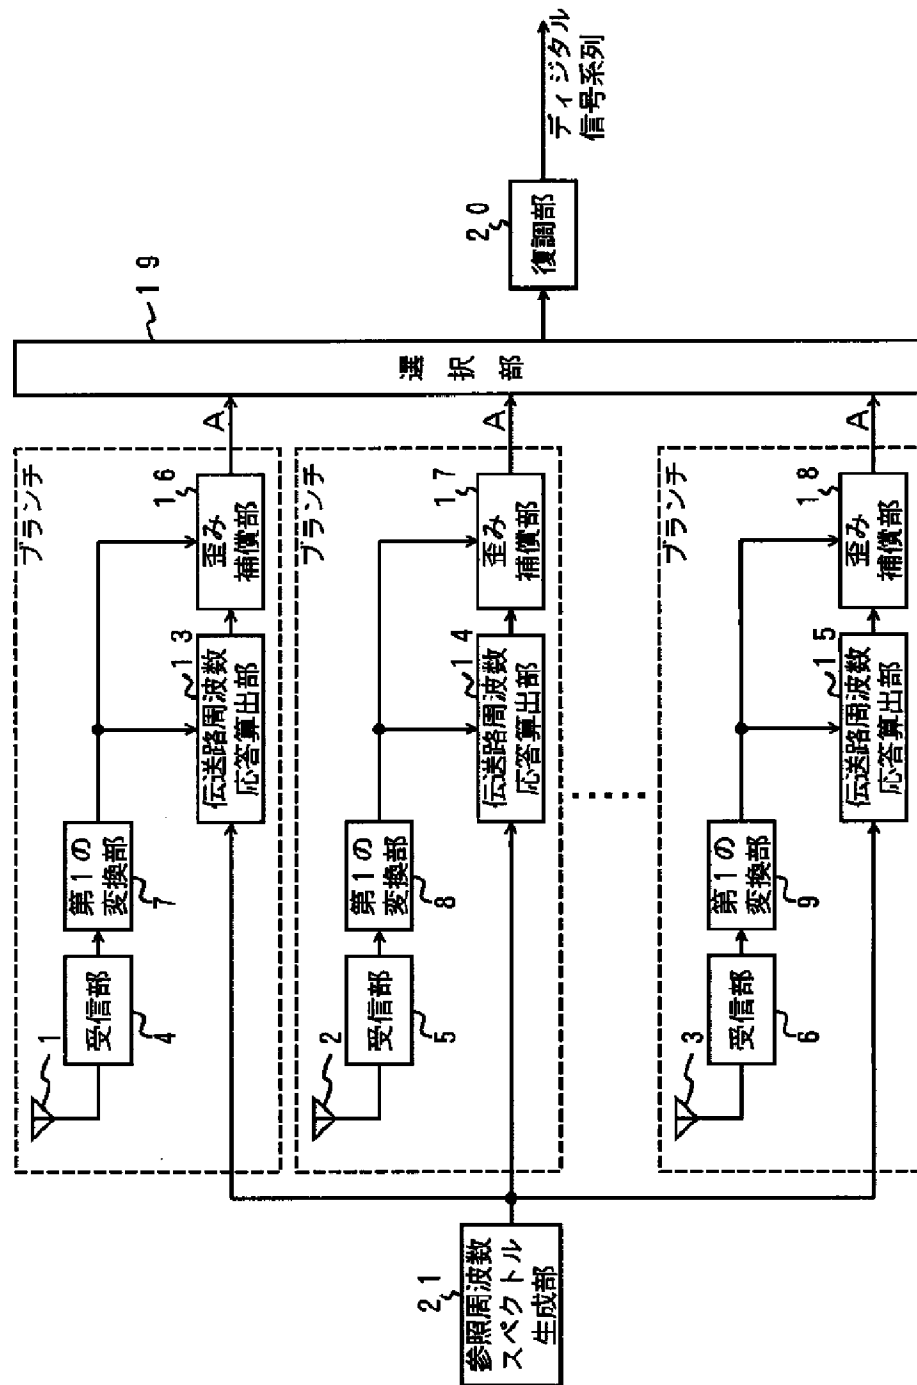 参照周波数
スペクトル
生成部
21
ブランチ
1
受信部
4
第1の
変換部
7
伝送路周波数
応答算出部
13
歪み
補償部
16
A
ブランチ
2
受信部
5
第1の
変換部
8
伝送路周波数
応答算出部
14
歪み
補償部
17
A
ブランチ
3
受信部
6
第1の
変換部
9
伝送路周波数
応答算出部
15
歪み
補償部
18
A
選択部
19
復調部
20
ディジタル
信号系列